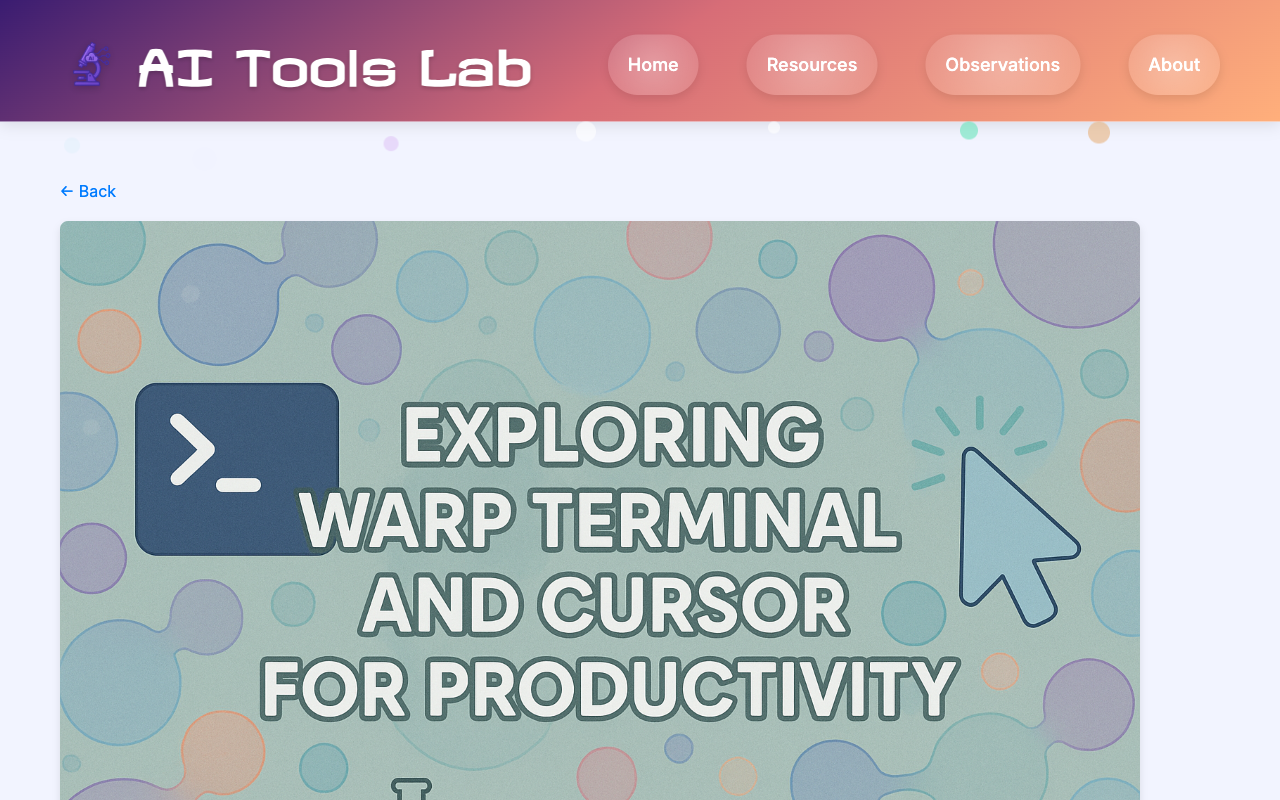 AI Tools Lab
Home
Resources
Observations
About
← Back
>_
EXPLORING
WARP TERMINAL
AND CURSOR
FOR PRODUCTIVITY